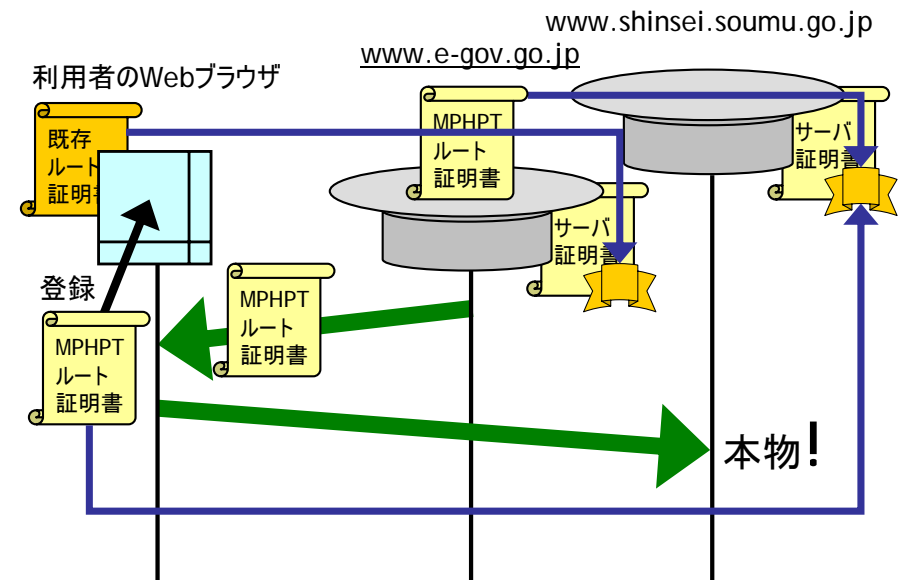 www.shinsei.soumu.go.jp
www.e-gov.go.jp
利用者のWebブラウザ
既存
ルート
証明書
MPHPT
ルート
証明書
サーバ
証明書
サーバ
証明書
登録
MPHPT
ルート
証明書
MPHPT
ルート
証明書
本物!